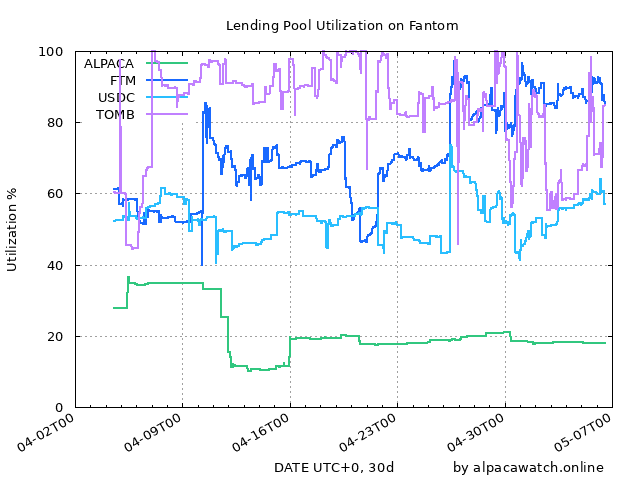 Lending Pool Utilization on Fantom
Utilization %
100
80
60
40
20
0
ALPACA
FTM
USDC
TOMB
04-02T00
04-09T00
04-16T00
04-23T00
04-30T00
05-07T00
DATE UTC+0, 30d
by alpacawatch.online